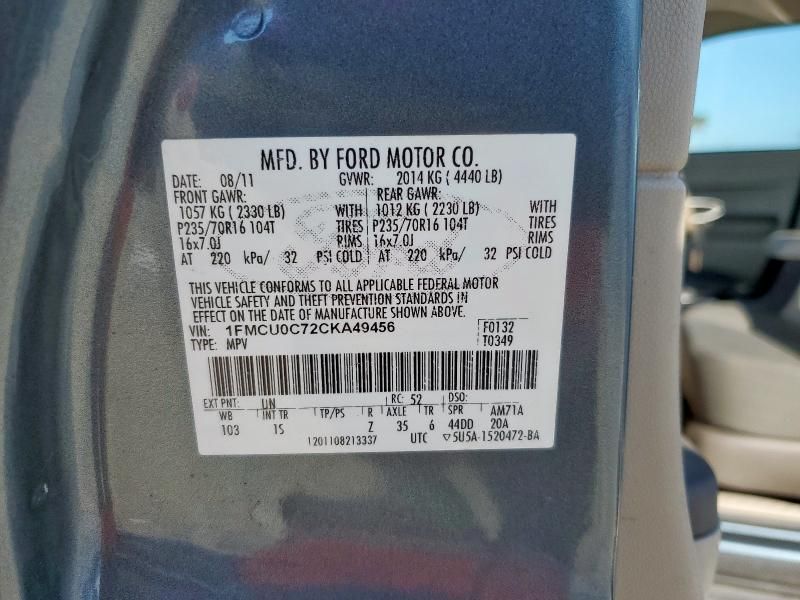 MFD. BY FORD MOTOR CO.
DATE: 08/11 GVWR: 2014 KG ( 4440 LB)
FRONT GAWR: REAR GAWR:
1057 KG ( 2330 LB) WITH 1012 KG ( 2230 LB) WITH
P235/70R16 104T TIRES P235/70R16 104T TIRES
16x7.0J RIMS 16x7.0J RIMS
AT 220 kPa/ 32 PSI COLD AT 220 kPa/ 32 PSI COLD
THIS VEHICLE CONFORMS TO ALL APPLICABLE FEDERAL MOTOR
VEHICLE SAFETY AND THEFT PREVENTION STANDARDS IN
EFFECT ON THE DATE OF MANUFACTURE SHOWN ABOVE.
VIN: 1FMCU0C72CKA49456 F0132
TYPE: MPV T0349
EXT PNT: UN RC: 52 DSO:
WB INT TR TP/PS R AXLE TR SPR AM71A
103 1S Z 35 6 44DD 20A
1201108213337 UTC ▽5U5A-1520472-BA